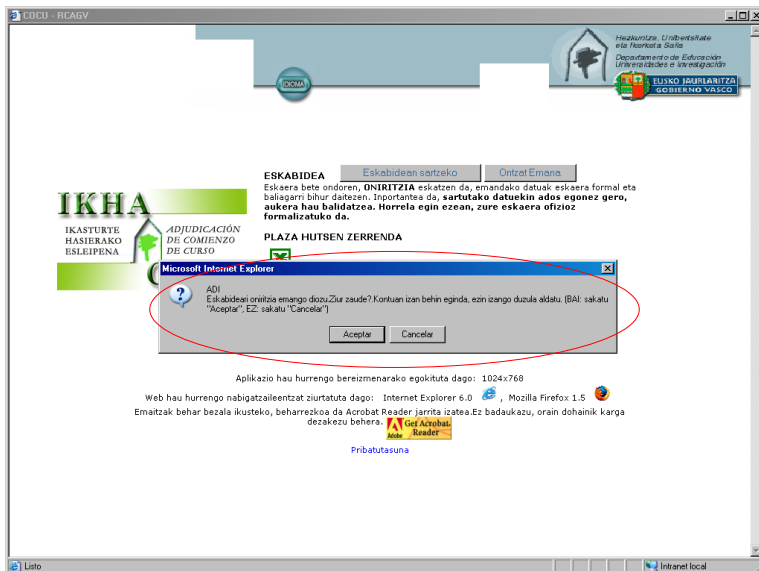 COCU - RCAGV
Hezkuntza, Unibertsitate
eta Ikerketa Saila
Departamento de Educación
Universidades e investigación
EUSKO JAURLARITZA
GOBIERNO VASCO
IDIOMA
ESKABIDEA
Eskabidean sartzeko
Ontzat Emana
Eskaera bete ondoren, ONIRITZIA eskatzen da, emandako datuak eskaera formal eta
baliagarri bihur daitezen. Inportantea da, sartutako datuekin ados egonez gero,
aukera hau balidatzea. Horrela egin ezean, zure eskaera ofizioz
formalizatuko da.
PLAZA HUTSEN ZERRENDA
IKHA
IKASTURTE
HASIERAKO
ESLEIPENA
ADJUDICACIÓN
DE COMIENZO
DE CURSO
Microsoft Internet Explorer
ADI
Eskabideari oniritzia emango diozu.Ziur zaude?.Kontuan izan behin eginda, ezin izango duzula aldatu. (BAI: sakatu
"Aceptar", EZ: sakatu "Cancelar")
Aceptar
Cancelar
Aplikazio hau hurrengo bereizmenarako egokituta dago: 1024x768
Web hau hurrengo nabigatzaileentzat ziurtatuta dago: Internet Explorer 6.0 , Mozilla Firefox 1.5
Emaitzak behar bezala ikusteko, beharrezkoa da Acrobat Reader jarrita izatea.Ez badaukazu, orain dohainik karga
dezakezu behera.
Get Acrobat
Reader
Adobe
Pribatutasuna
Listo
Intranet local